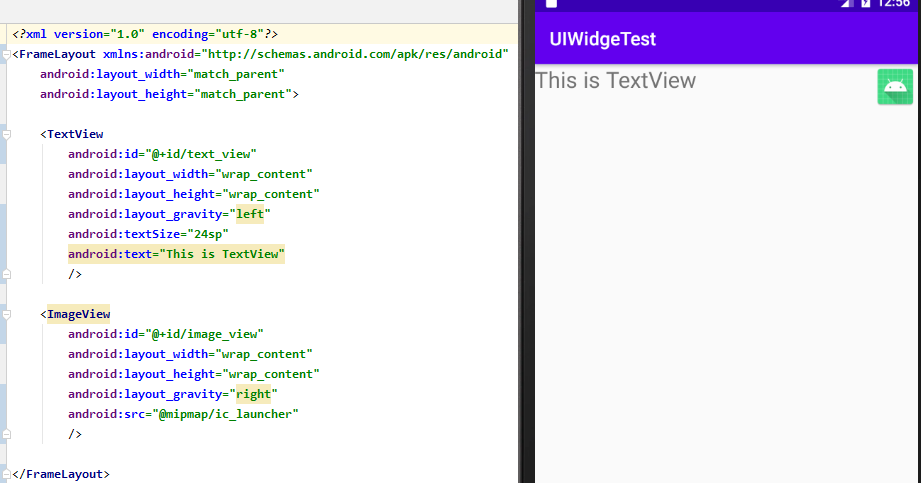 12:56
<?xml version="1.0" encoding="utf-8"?>
<FrameLayout xmlns:android="http://schemas.android.com/apk/res/android"
    android:layout_width="match_parent"
    android:layout_height="match_parent">
    <TextView
        android:id="@+id/text_view"
        android:layout_width="wrap_content"
        android:layout_height="wrap_content"
        android:layout_gravity="left"
        android:textSize="24sp"
        android:text="This is TextView"
        />
    <ImageView
        android:id="@+id/image_view"
        android:layout_width="wrap_content"
        android:layout_height="wrap_content"
        android:layout_gravity="right"
        android:src="@mipmap/ic_launcher"
        />
</FrameLayout>
UIWidgeTest
This is TextView